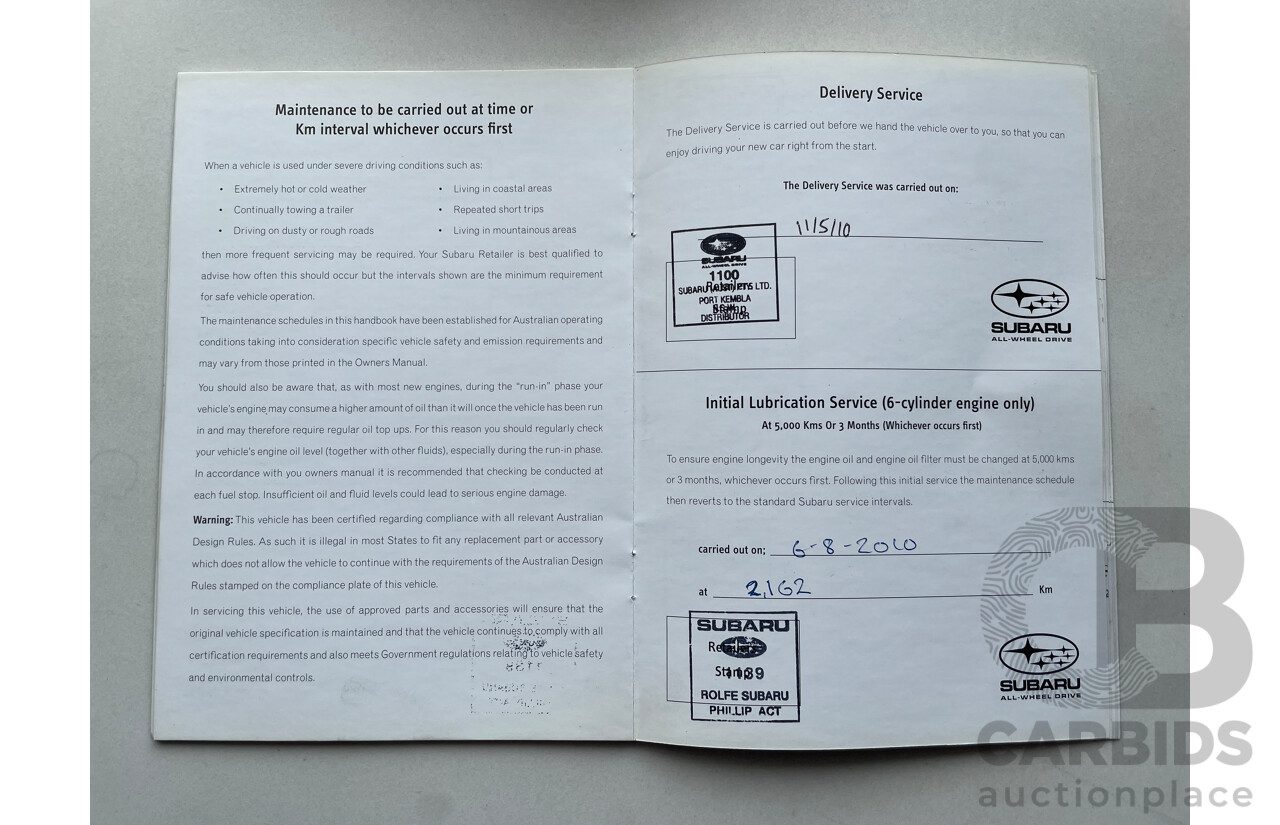 Maintenance to be carried out at time or
Km interval whichever occurs first
When a vehicle is used under severe driving conditions such as:
• Extremely hot or cold weather • Living in coastal areas
• Continually towing a trailer • Repeated short trips
• Driving on dusty or rough roads • Living in mountainous areas
then more frequent servicing may be required. Your Subaru Retailer is best qualified to
advise how often this should occur but the intervals shown are the minimum requirement
for safe vehicle operation.
The maintenance schedules in this handbook have been established for Australian operating
conditions taking into consideration specific vehicle safety and emission requirements and
may vary from those printed in the Owners Manual.
You should also be aware that, as with most new engines, during the "run-in" phase your
vehicle's engine may consume a higher amount of oil than it will once the vehicle has been run
in and may therefore require regular oil top ups. For this reason you should regularly check
your vehicle's engine oil level (together with other fluids), especially during the run-in phase.
In accordance with you owners manual it is recommended that checking be conducted at
each fuel stop. Insufficient oil and fluid levels could lead to serious engine damage.
Warning: This vehicle has been certified regarding compliance with all relevant Australian
Design Rules. As such it is illegal in most States to fit any replacement part or accessory
which does not allow the vehicle to continue with the requirements of the Australian Design
Rules stamped on the compliance plate of this vehicle.
In servicing this vehicle, the use of approved parts and accessories will ensure that the
original vehicle specification is maintained and that the vehicle continues to comply with all
certification requirements and also meets Government regulations relating to vehicle safety
and environmental controls.
Delivery Service
The Delivery Service is carried out before we hand the vehicle over to you, so that you can
enjoy driving your new car right from the start.
The Delivery Service was carried out on:
11/5/10
SUBARU
ALL-WHEEL DRIVE
1100
Retailers
SUBARU (AUST) PTY. LTD.
PORT KEMBLA
Stamp
DISTRIBUTOR
SUBARU
ALL-WHEEL DRIVE
Initial Lubrication Service (6-cylinder engine only)
At 5,000 Kms Or 3 Months (Whichever occurs first)
To ensure engine longevity the engine oil and engine oil filter must be changed at 5,000 kms
or 3 months, whichever occurs first. Following this initial service the maintenance schedule
then reverts to the standard Subaru service intervals.
carried out on; 6-8-2010
at 2,162 Km
SUBARU
Retailers
Stamp
1139
ROLFE SUBARU
PHILLIP ACT
SUBARU
ALL-WHEEL DRIVE
CB
CARBIDS
auctionplace